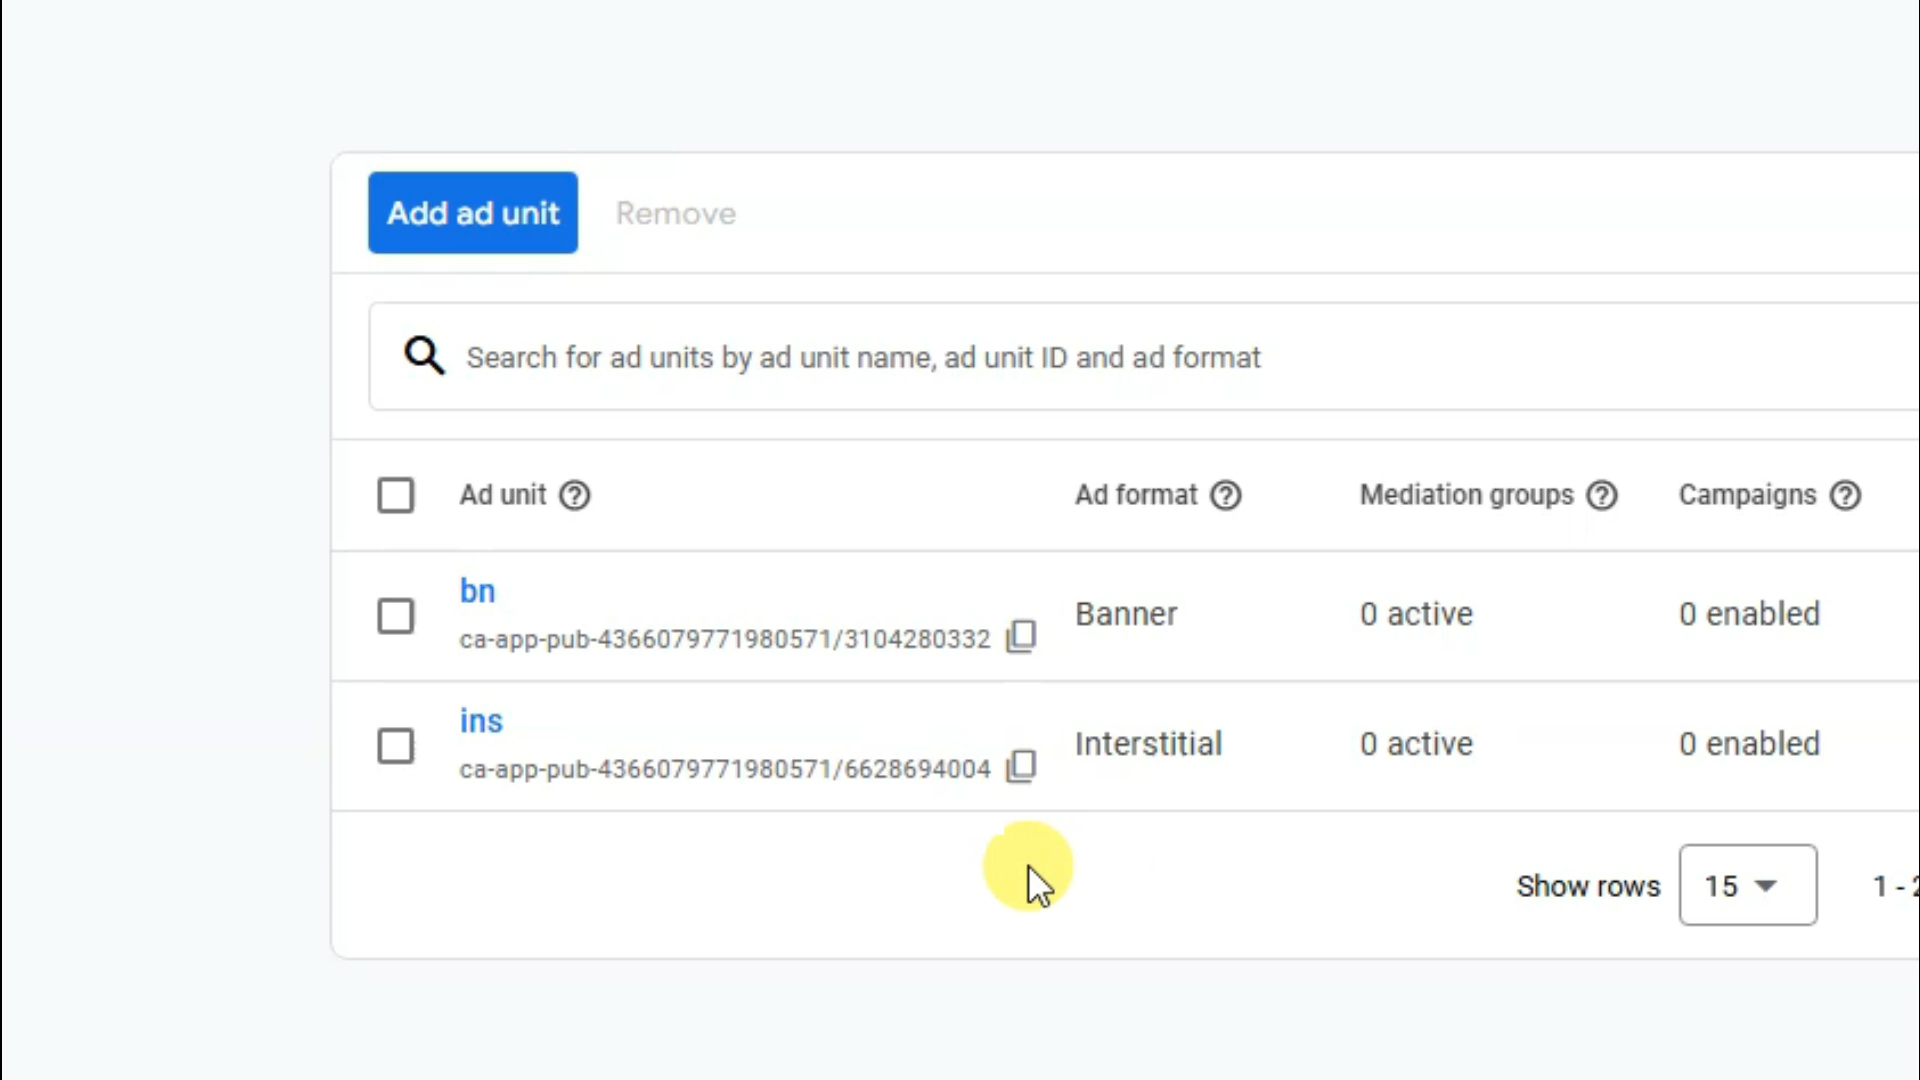 Add ad unit Remove
Search for ad units by ad unit name, ad unit ID and ad format
Ad unit Ad format Mediation groups Campaigns
bn
ca-app-pub-4366079771980571/3104280332 Banner 0 active 0 enabled
ins
ca-app-pub-4366079771980571/6628694004 Interstitial 0 active 0 enabled
Show rows 15 1 -